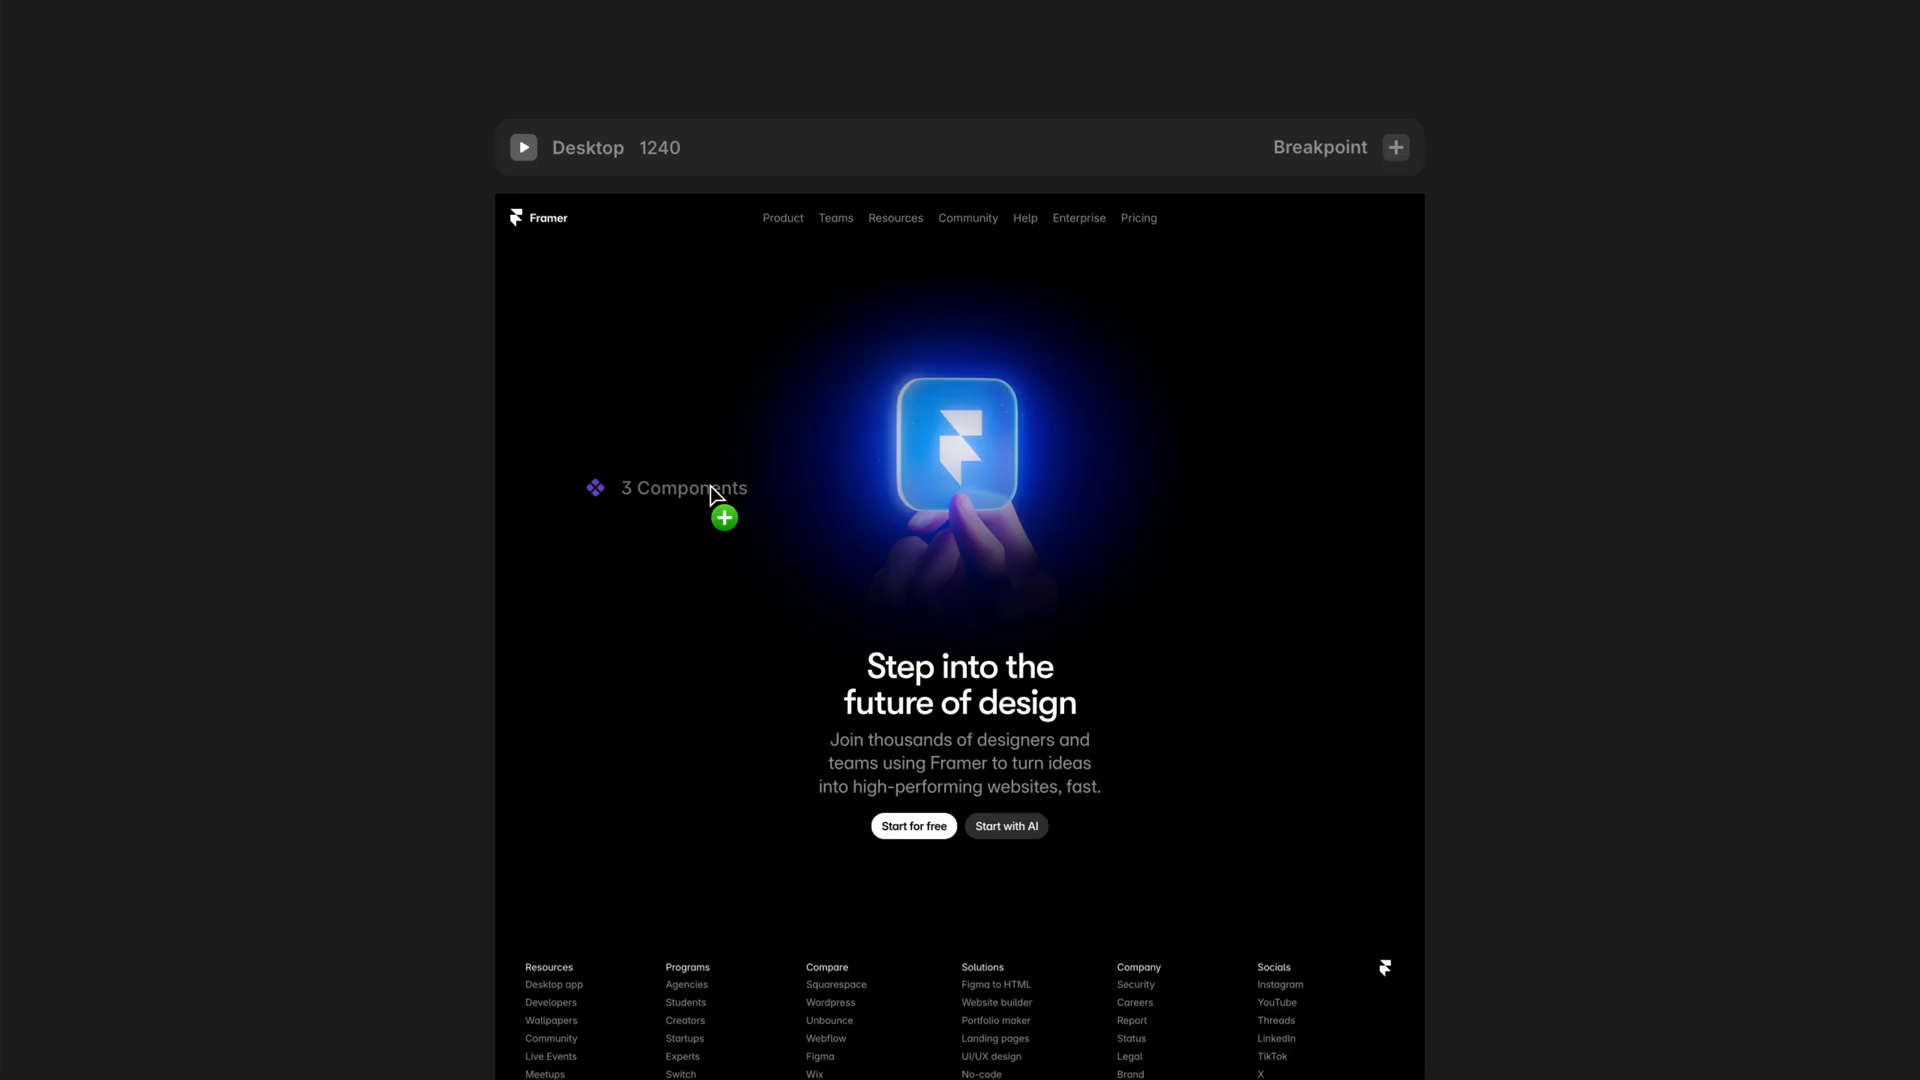 Desktop 1240
Breakpoint
Framer
Product Teams Resources Community Help Enterprise Pricing
3 Components
Step into the
future of design
Join thousands of designers and
teams using Framer to turn ideas
into high-performing websites, fast.
Start for free
Start with AI
Resources
Desktop app
Developers
Wallpapers
Community
Live Events
Meetups
Programs
Agencies
Students
Creators
Startups
Experts
Switch
Compare
Squarespace
Wordpress
Unbounce
Webflow
Figma
Wix
Solutions
Figma to HTML
Website builder
Portfolio maker
Landing pages
UI/UX design
No-code
Company
Security
Careers
Report
Status
Legal
Brand
Socials
Instagram
YouTube
Threads
LinkedIn
TikTok
X